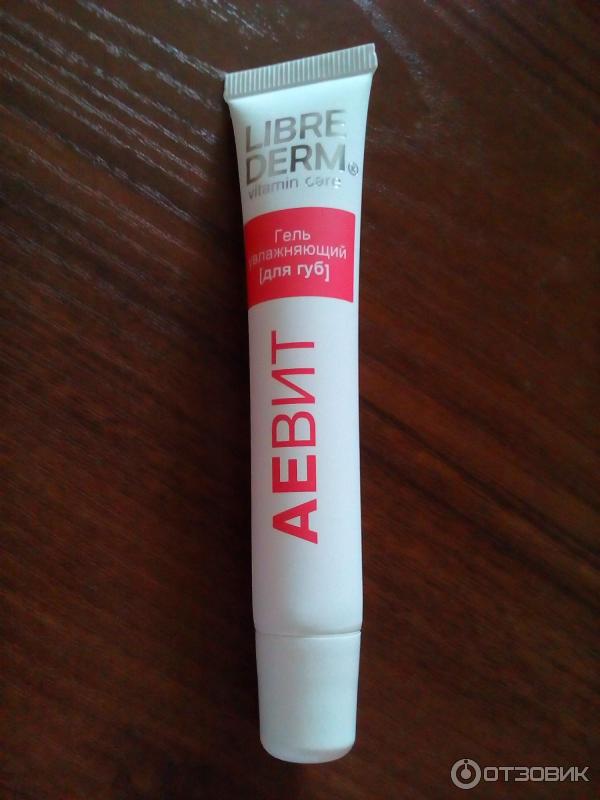 LIBRE
DERM®
vitamin care
Гель
увлажняющий
[для губ]
АЕВИТ
ОТЗОВИК